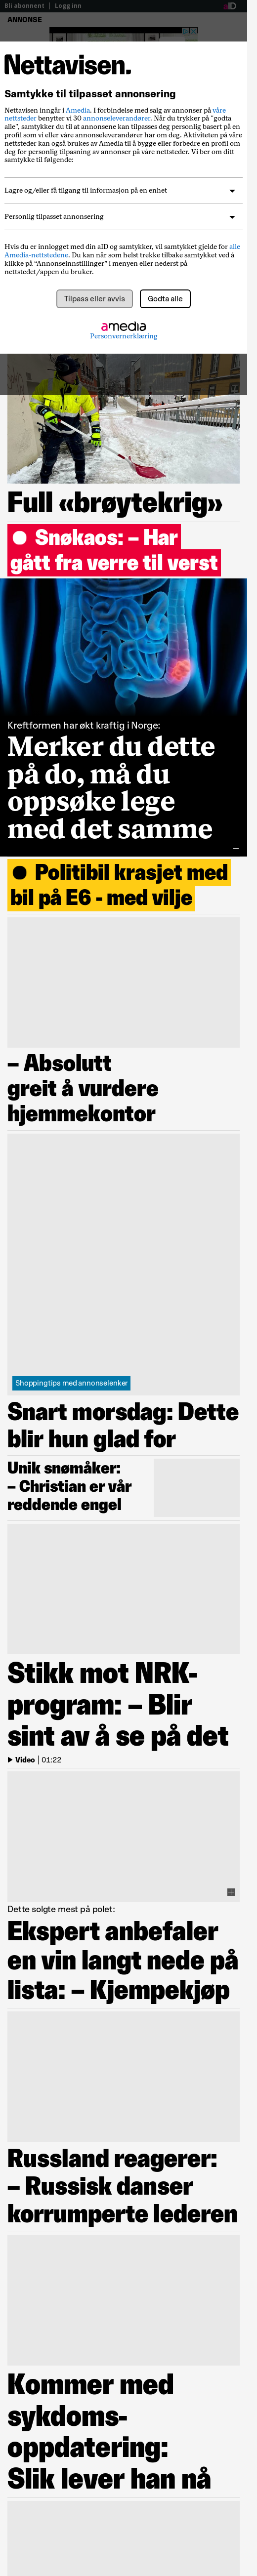 Bli abonnent | Logg inn
aID
ANNONSE
Nettavisen.
Samtykke til tilpasset annonsering
Nettavisen inngår i Amedia. I forbindelse med salg av annonser på våre
nettsteder benytter vi 30 annonseleverandører. Når du trykker på "godta
alle", samtykker du til at annonsene kan tilpasses deg personlig basert på en
profil som vi eller våre annonseleverandører har om deg. Aktiviteten på våre
nettsteder kan også brukes av Amedia til å bygge eller forbedre en profil om
deg for personlig tilpasning av annonser på våre nettsteder. Vi ber om ditt
samtykke til følgende:
Lagre og/eller få tilgang til informasjon på en enhet
Personlig tilpasset annonsering
Hvis du er innlogget med din aID og samtykker, vil samtykket gjelde for alle
Amedia-nettstedene. Du kan når som helst trekke tilbake samtykket ved å
klikke på “Annonseinnstillinger” i menyen eller nederst på
nettstedet/appen du bruker.
Tilpass eller avvis
Godta alle
amedia
Personvernerklæring
Full «brøytekrig»
Snøkaos: – Har
gått fra verre til verst
Kreftformen har økt kraftig i Norge:
Merker du dette
på do, må du
oppsøke lege
med det samme
Politibil krasjet med
bil på E6 - med vilje
– Absolutt
greit å vurdere
hjemmekontor
Shoppingtips med annonselenker
Snart morsdag: Dette
blir hun glad for
Unik snømåker:
– Christian er vår
reddende engel
Stikk mot NRK-
program: – Blir
sint av å se på det
Video | 01:22
Dette solgte mest på polet:
Ekspert anbefaler
en vin langt nede på
lista: – Kjempekjøp
Russland reagerer:
– Russisk danser
korrumperte lederen
Kommer med
sykdoms-
oppdatering:
Slik lever han nå